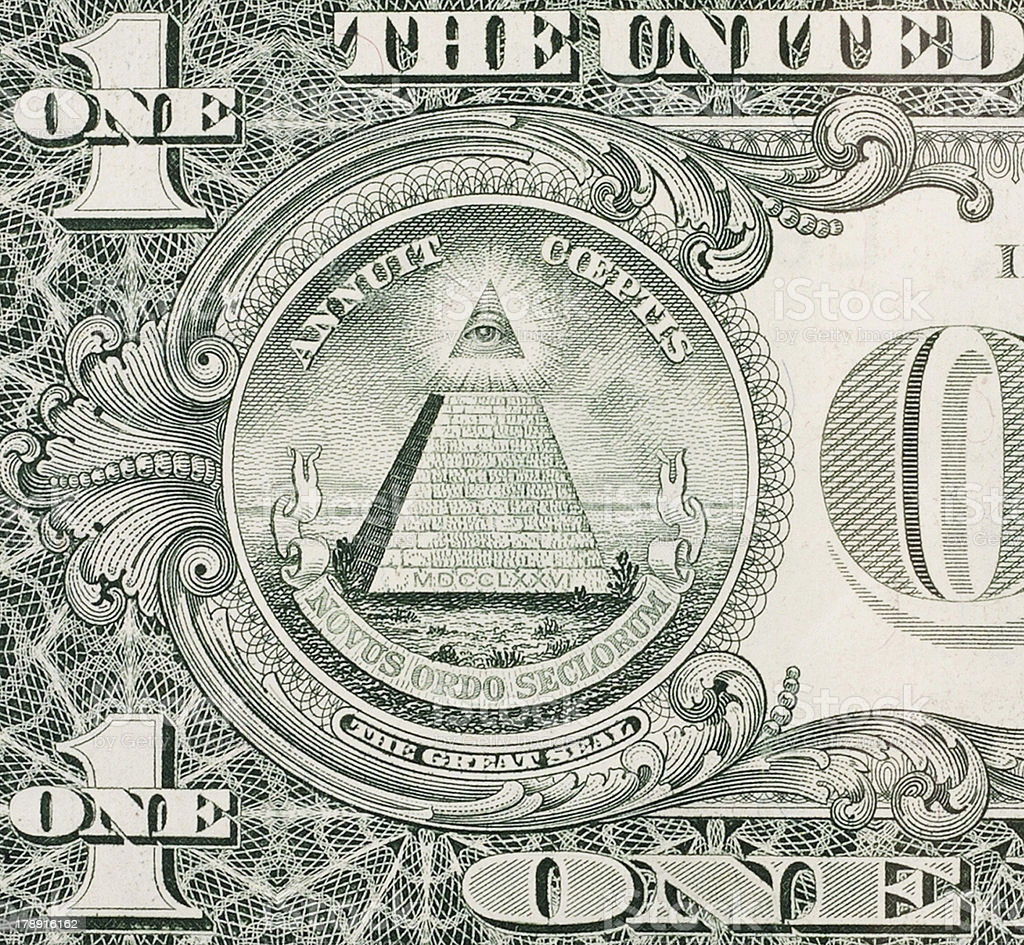 THE UNITED
1
ONE
ANNUIT CŒPTIS
I
MDCCLXXVI
NOVUS ORDO SECLORUM
THE GREAT SEAL
1
ONE
O
ONE
iStock
by Getty Images
178916162